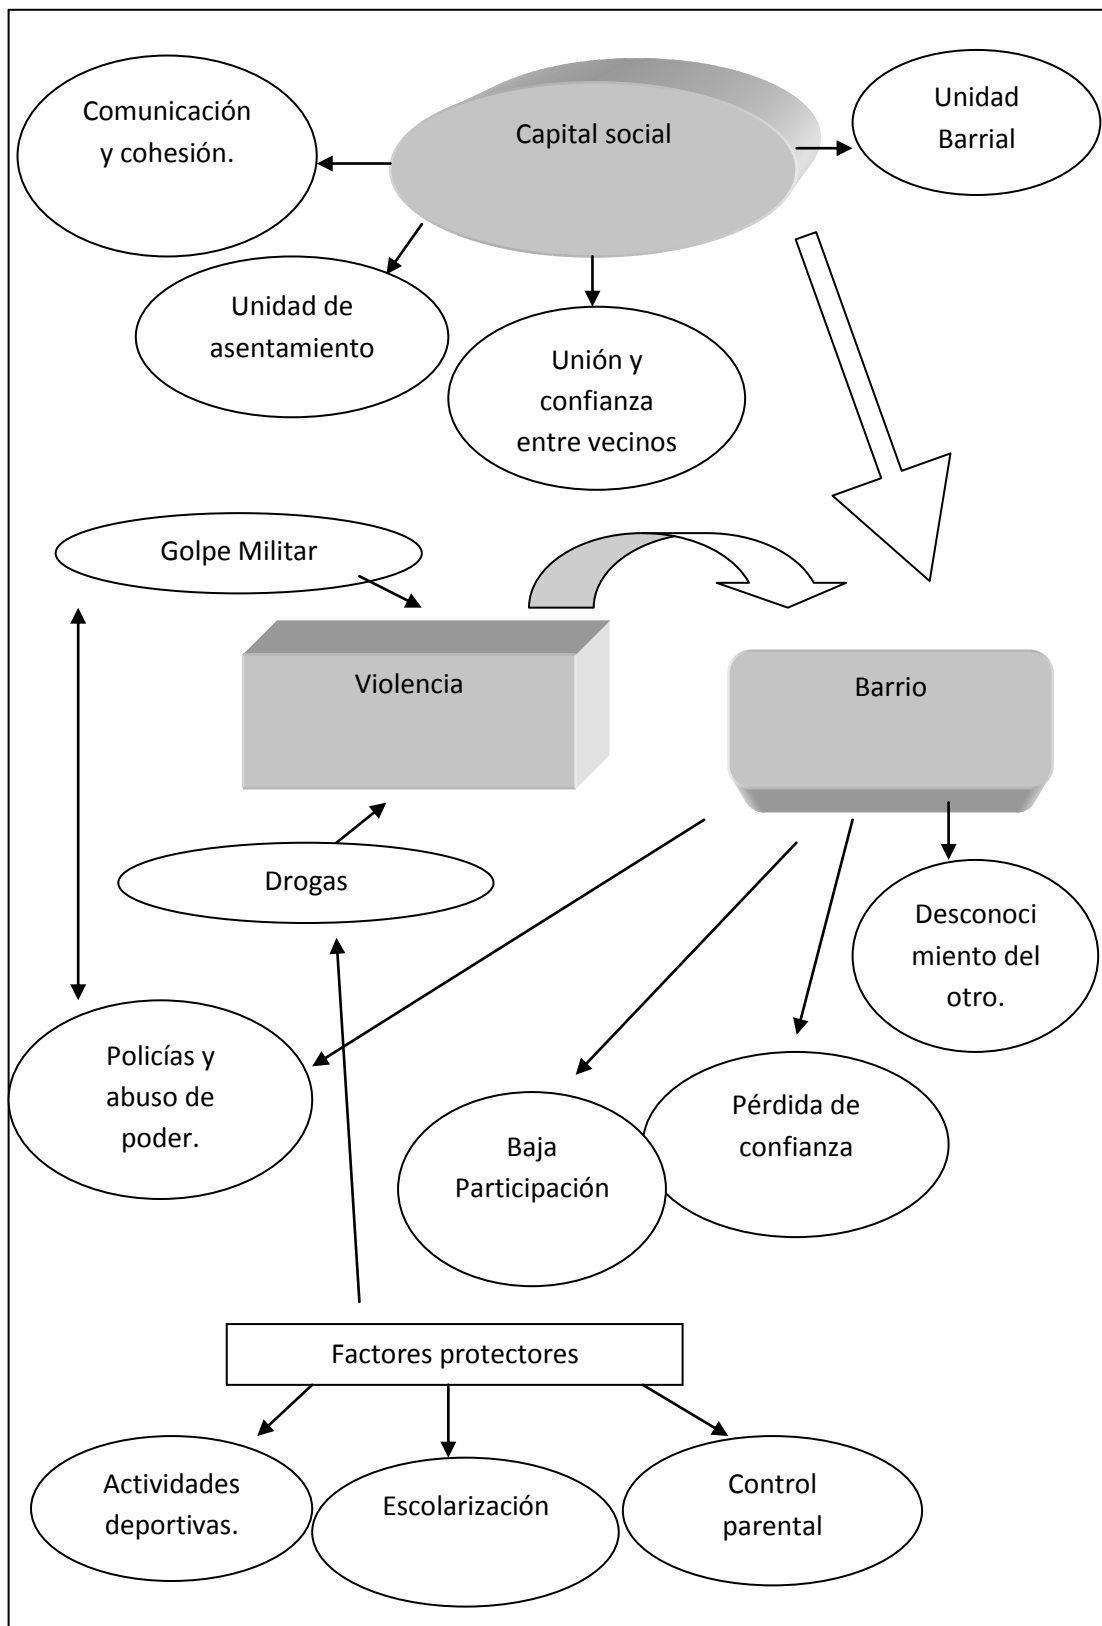 Comunicación
y cohesión.
Capital social
Unidad
Barrial
Unidad de
asentamiento
Unión y
confianza
entre vecinos
Golpe Militar
Violencia
Barrio
Drogas
Desconoci
miento del
otro.
Policías y
abuso de
poder.
Baja
Participación
Pérdida de
confianza
Factores protectores
Actividades
deportivas.
Escolarización
Control
parental